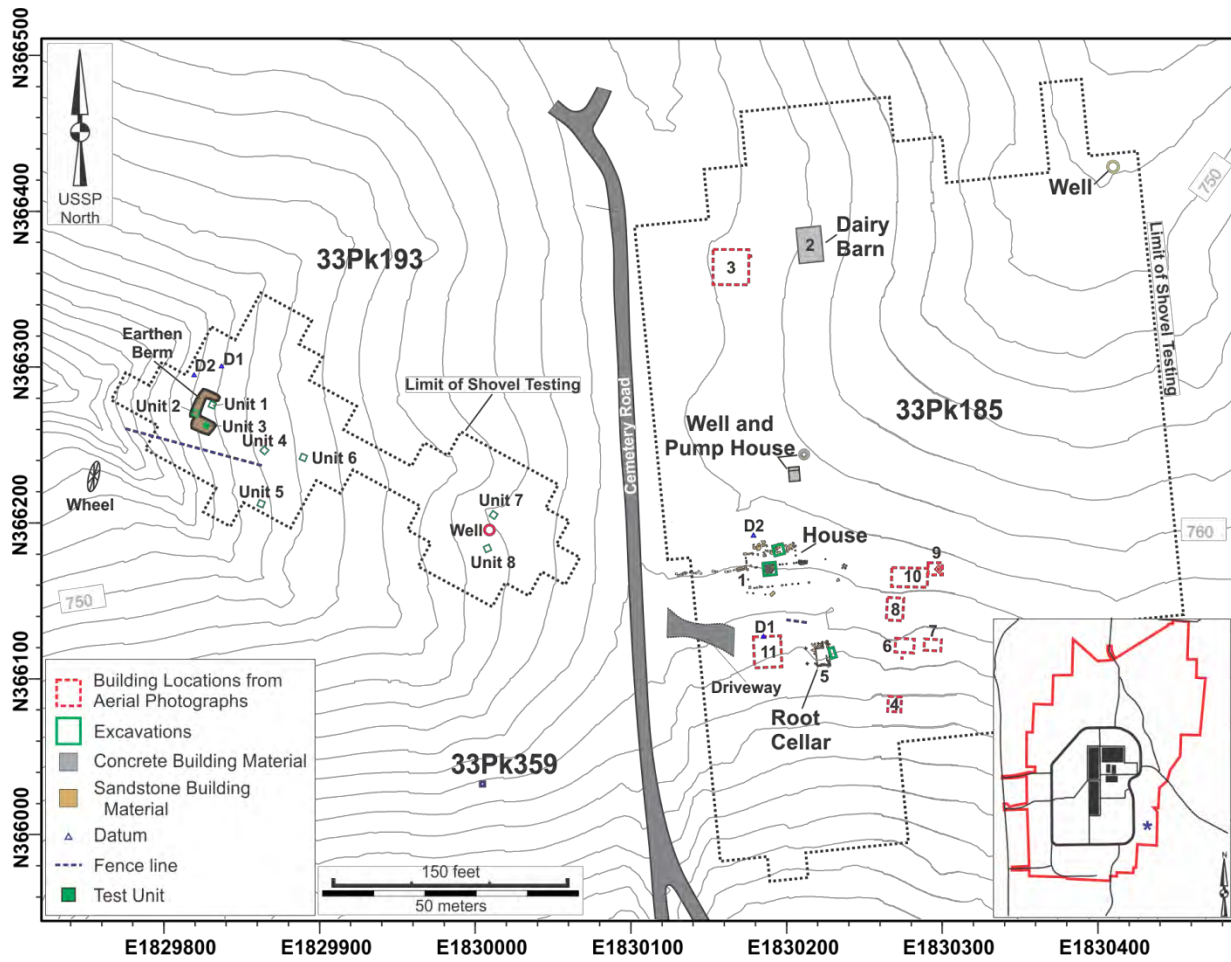 N366500
N366400
N366300
N366200
N366100
N366000
USSP
North
33Pk193
Earthen
Berm
D2
D1
Unit 2
Unit 1
Unit 3
Unit 4
Unit 6
Unit 5
Wheel
Limit of Shovel Testing
Unit 7
Well
Unit 8
750
Cemetery Road
33Pk359
3
2
Dairy
Barn
Well
750
Limit of Shovel Testing
33Pk185
Well and
Pump House
D2
House
1
760
9
10
8
D1
11
6
7
5
Driveway
4
Root
Cellar
Building Locations from
Aerial Photographs
Excavations
Concrete Building Material
Sandstone Building
Material
Datum
Fence line
Test Unit
150 feet
50 meters
*
N
E1829800
E1829900
E1830000
E1830100
E1830200
E1830300
E1830400